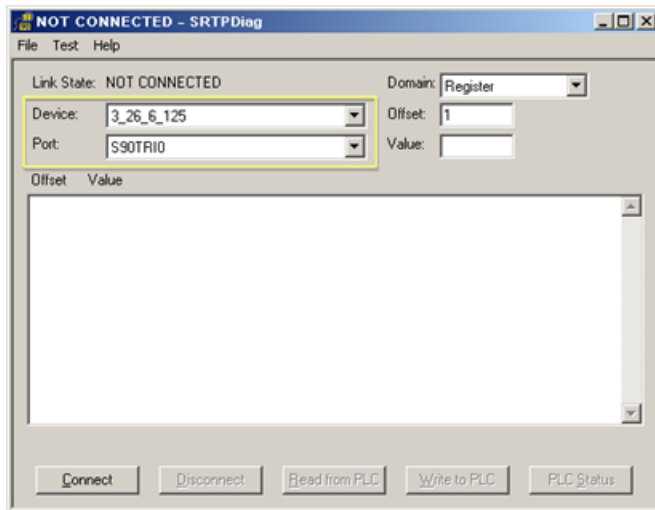 NOT CONNECTED - SRTPDiag
File Test Help
Link State: NOT CONNECTED
Domain: Register
Device: 3_26_6_125
Offset: 1
Port: S90TRI0
Value:
Offset Value
Connect Disconnect Read from PLC Write to PLC PLC Status